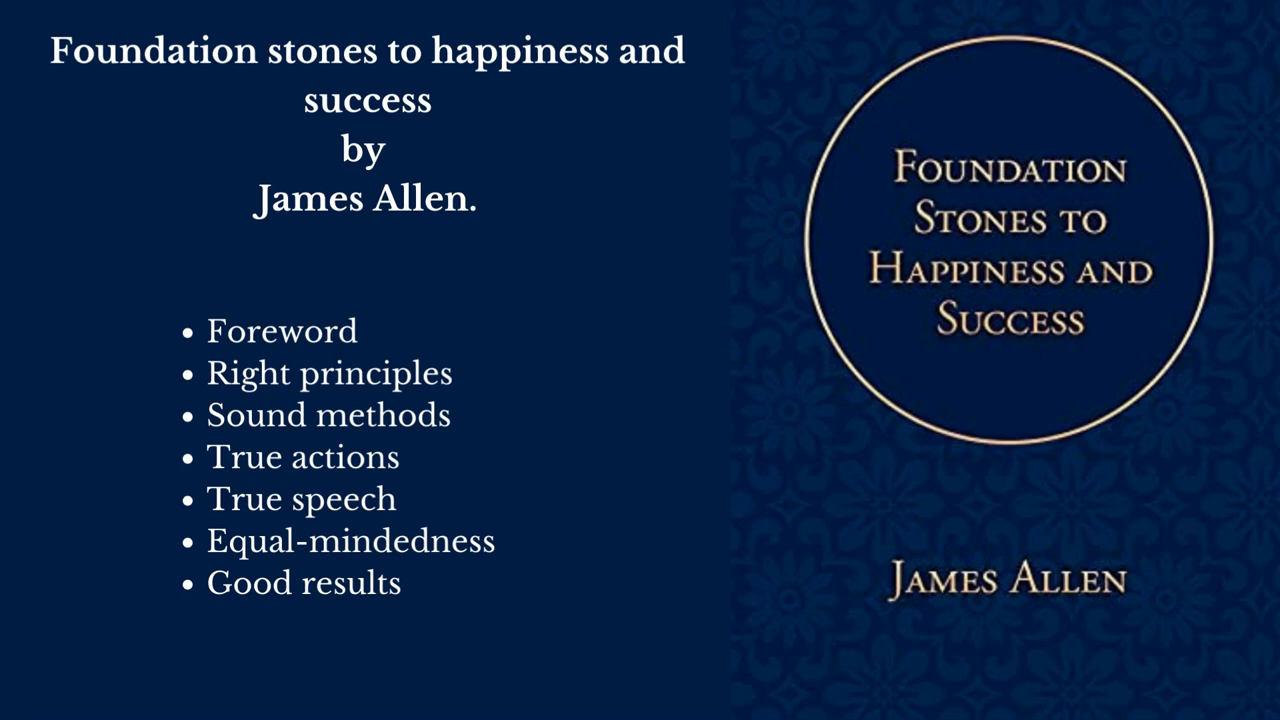 Foundation stones to happiness and
success
by
James Allen.
• Foreword
• Right principles
• Sound methods
• True actions
• True speech
• Equal-mindedness
• Good results
Foundation
Stones to
Happiness and
Success
James Allen